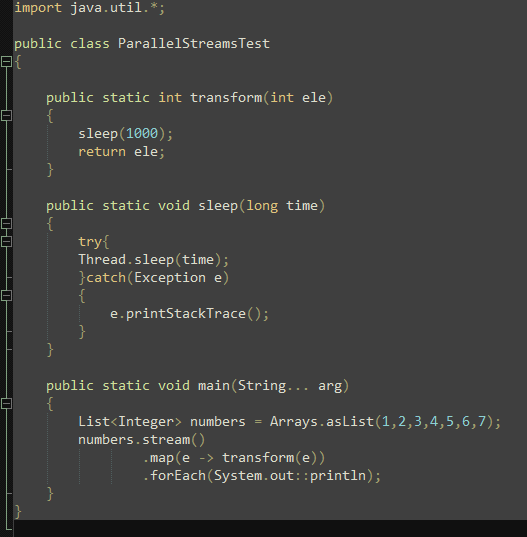 import java.util.*;
public class ParallelStreamsTest
{
public static int transform(int ele)
{
sleep(1000);
return ele;
}
public static void sleep(long time)
{
try{
Thread.sleep(time);
}catch(Exception e)
{
e.printStackTrace();
}
}
public static void main(String... arg)
{
List<Integer> numbers = Arrays.asList(1,2,3,4,5,6,7);
numbers.stream()
.map(e -> transform(e))
.forEach(System.out::println);
}
}